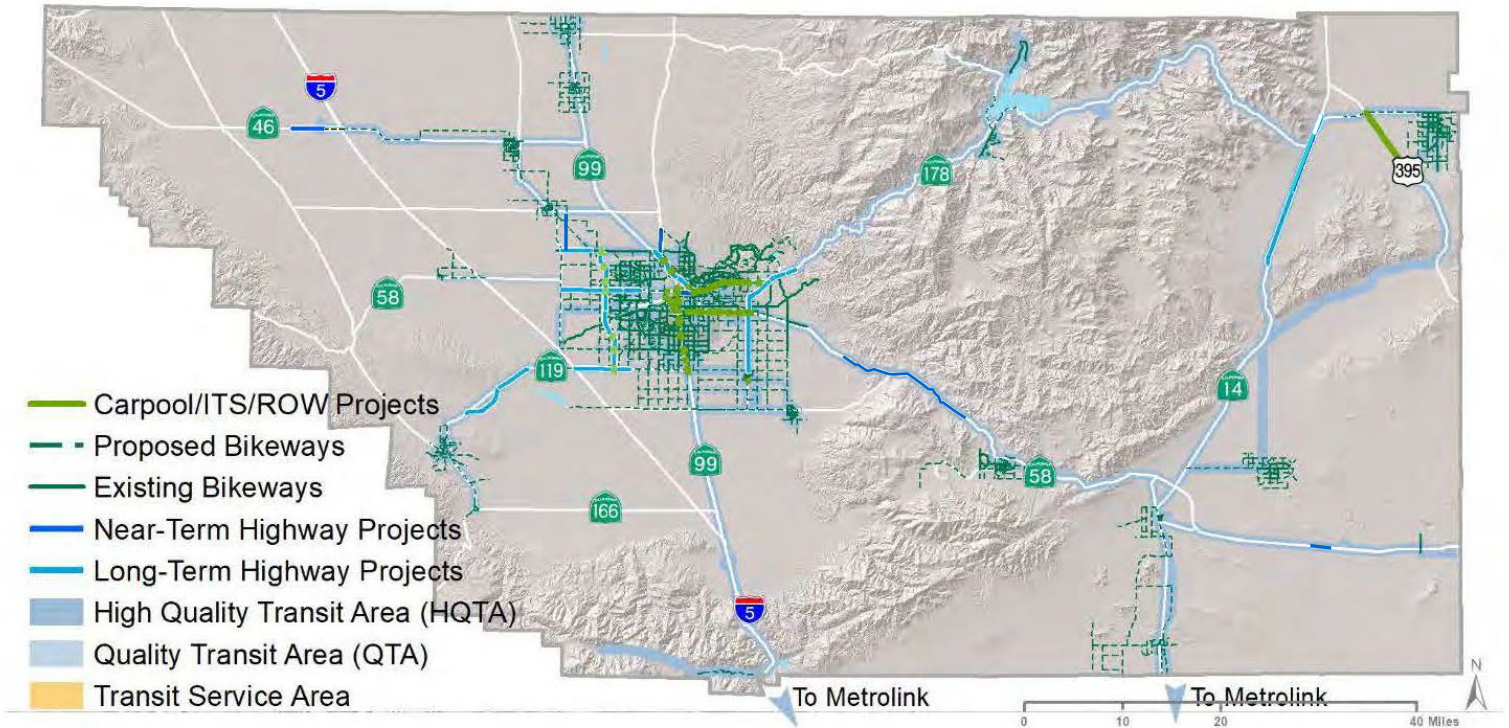 5
46
99
178
395
58
119
14
99
58
166
5
Carpool/ITS/ROW Projects
Proposed Bikeways
Existing Bikeways
Near-Term Highway Projects
Long-Term Highway Projects
High Quality Transit Area (HQTA)
Quality Transit Area (QTA)
Transit Service Area
To Metrolink
To Metrolink
N
0 10 20 40 Miles